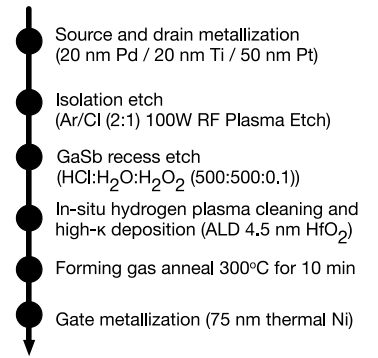 Source and drain metallization
(20 nm Pd / 20 nm Ti / 50 nm Pt)
Isolation etch
(Ar/Cl (2:1) 100W RF Plasma Etch)
GaSb recess etch
(HCl:H₂O:H₂O₂ (500:500:0.1))
In-situ hydrogen plasma cleaning and
high-κ deposition (ALD 4.5 nm HfO₂)
Forming gas anneal 300°C for 10 min
Gate metallization (75 nm thermal Ni)